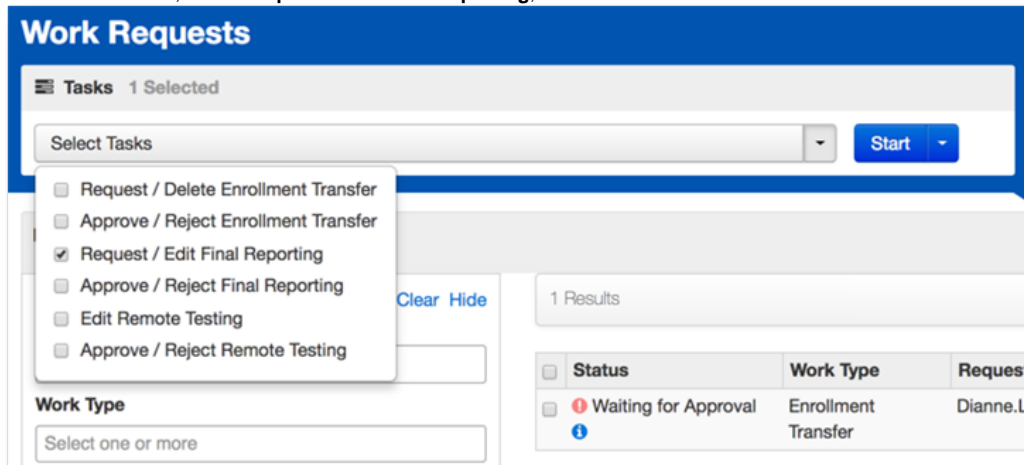 Work Requests
Tasks 1 Selected
Select Tasks
Start
Request / Delete Enrollment Transfer
Approve / Reject Enrollment Transfer
Request / Edit Final Reporting
Approve / Reject Final Reporting
Edit Remote Testing
Approve / Reject Remote Testing
Clear Hide
Work Type
Select one or more
1 Results
Status Work Type Reques
Waiting for Approval Enrollment Transfer Dianne.L